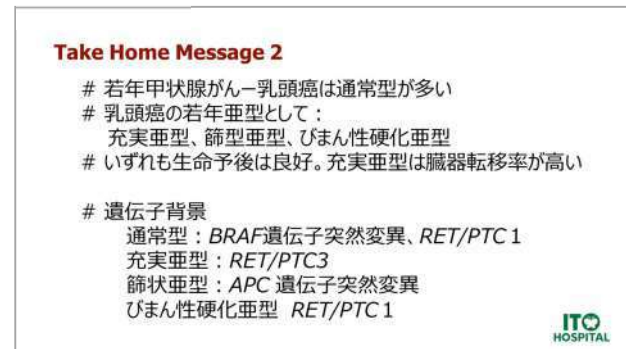 Take Home Message 2
# 若年甲状腺がんー乳頭癌は通常型が多い
# 乳頭癌の若年亜型として:
充実亜型、篩型亜型、びまん性硬化亜型
# いずれも生命予後は良好。充実亜型は臓器転移率が高い
# 遺伝子背景
通常型:BRAF遺伝子突然変異、RET/PTC 1
充実亜型:RET/PTC3
篩状亜型:APC 遺伝子突然変異
びまん性硬化亜型 RET/PTC 1
ITO
HOSPITAL